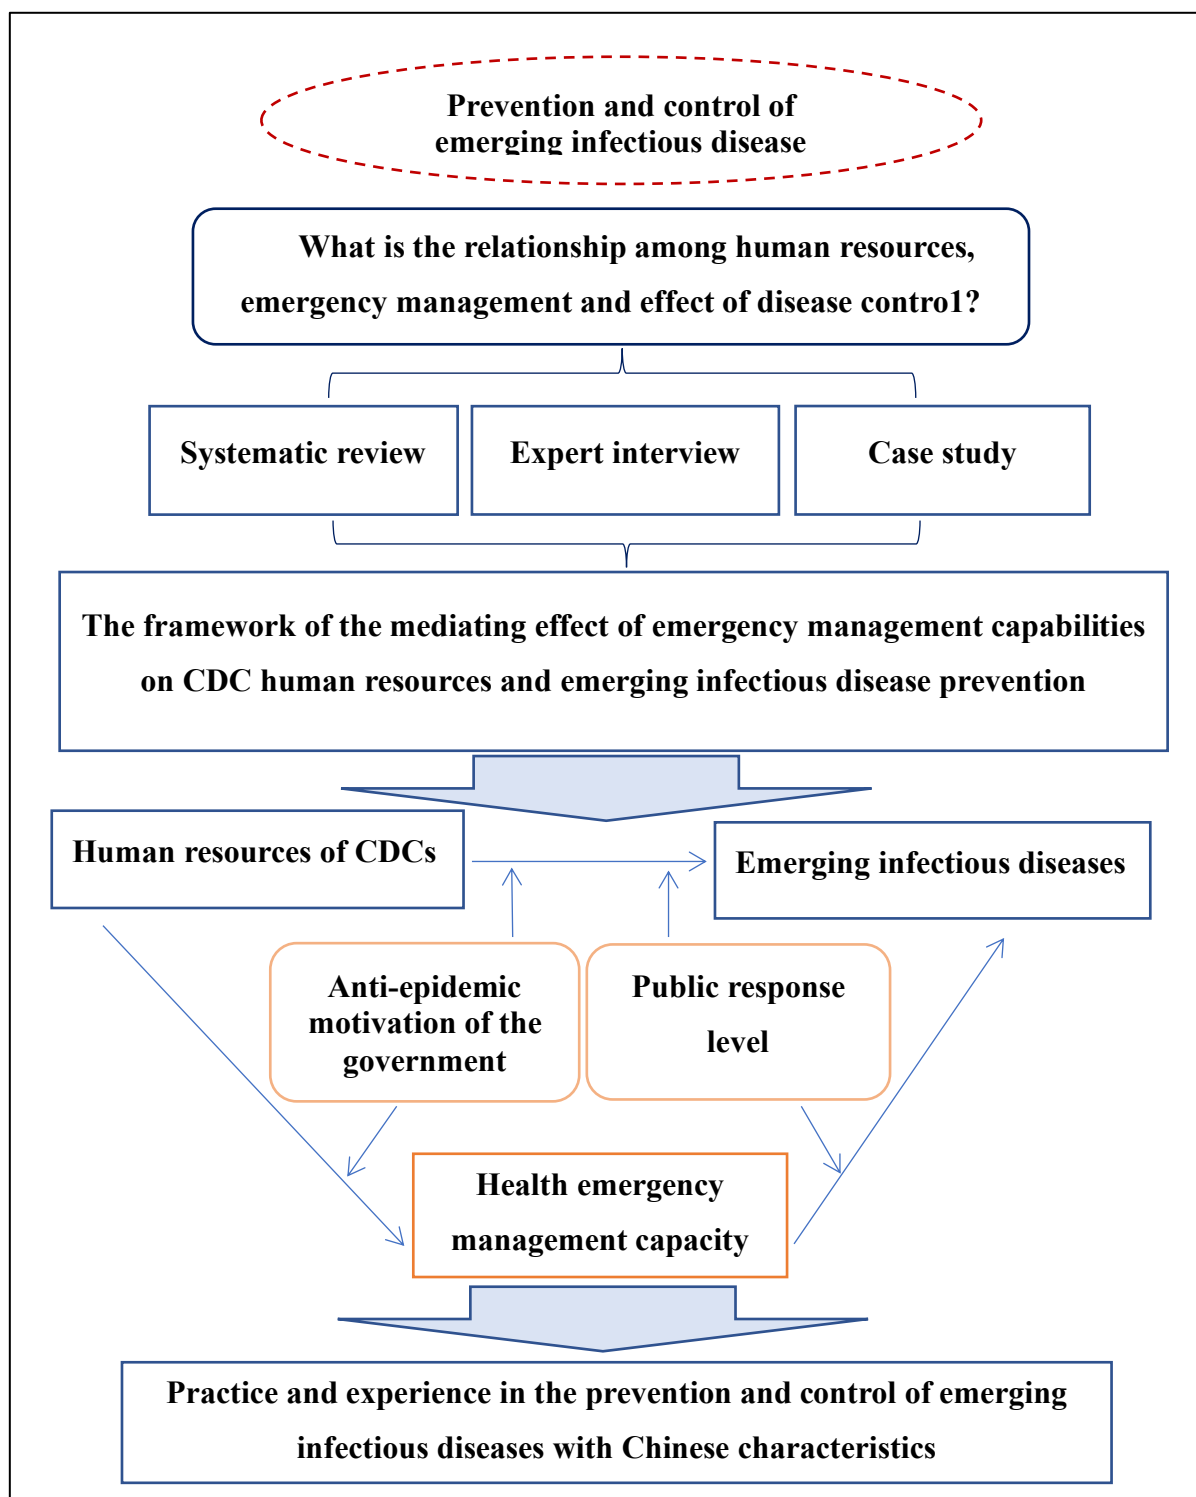 Prevention and control of
emerging infectious disease
What is the relationship among human resources,
emergency management and effect of disease contro1?
Systematic review
Expert interview
Case study
The framework of the mediating effect of emergency management capabilities
on CDC human resources and emerging infectious disease prevention
Human resources of CDCs
Emerging infectious diseases
Anti-epidemic
motivation of the
government
Public response
level
Health emergency
management capacity
Practice and experience in the prevention and control of emerging
infectious diseases with Chinese characteristics